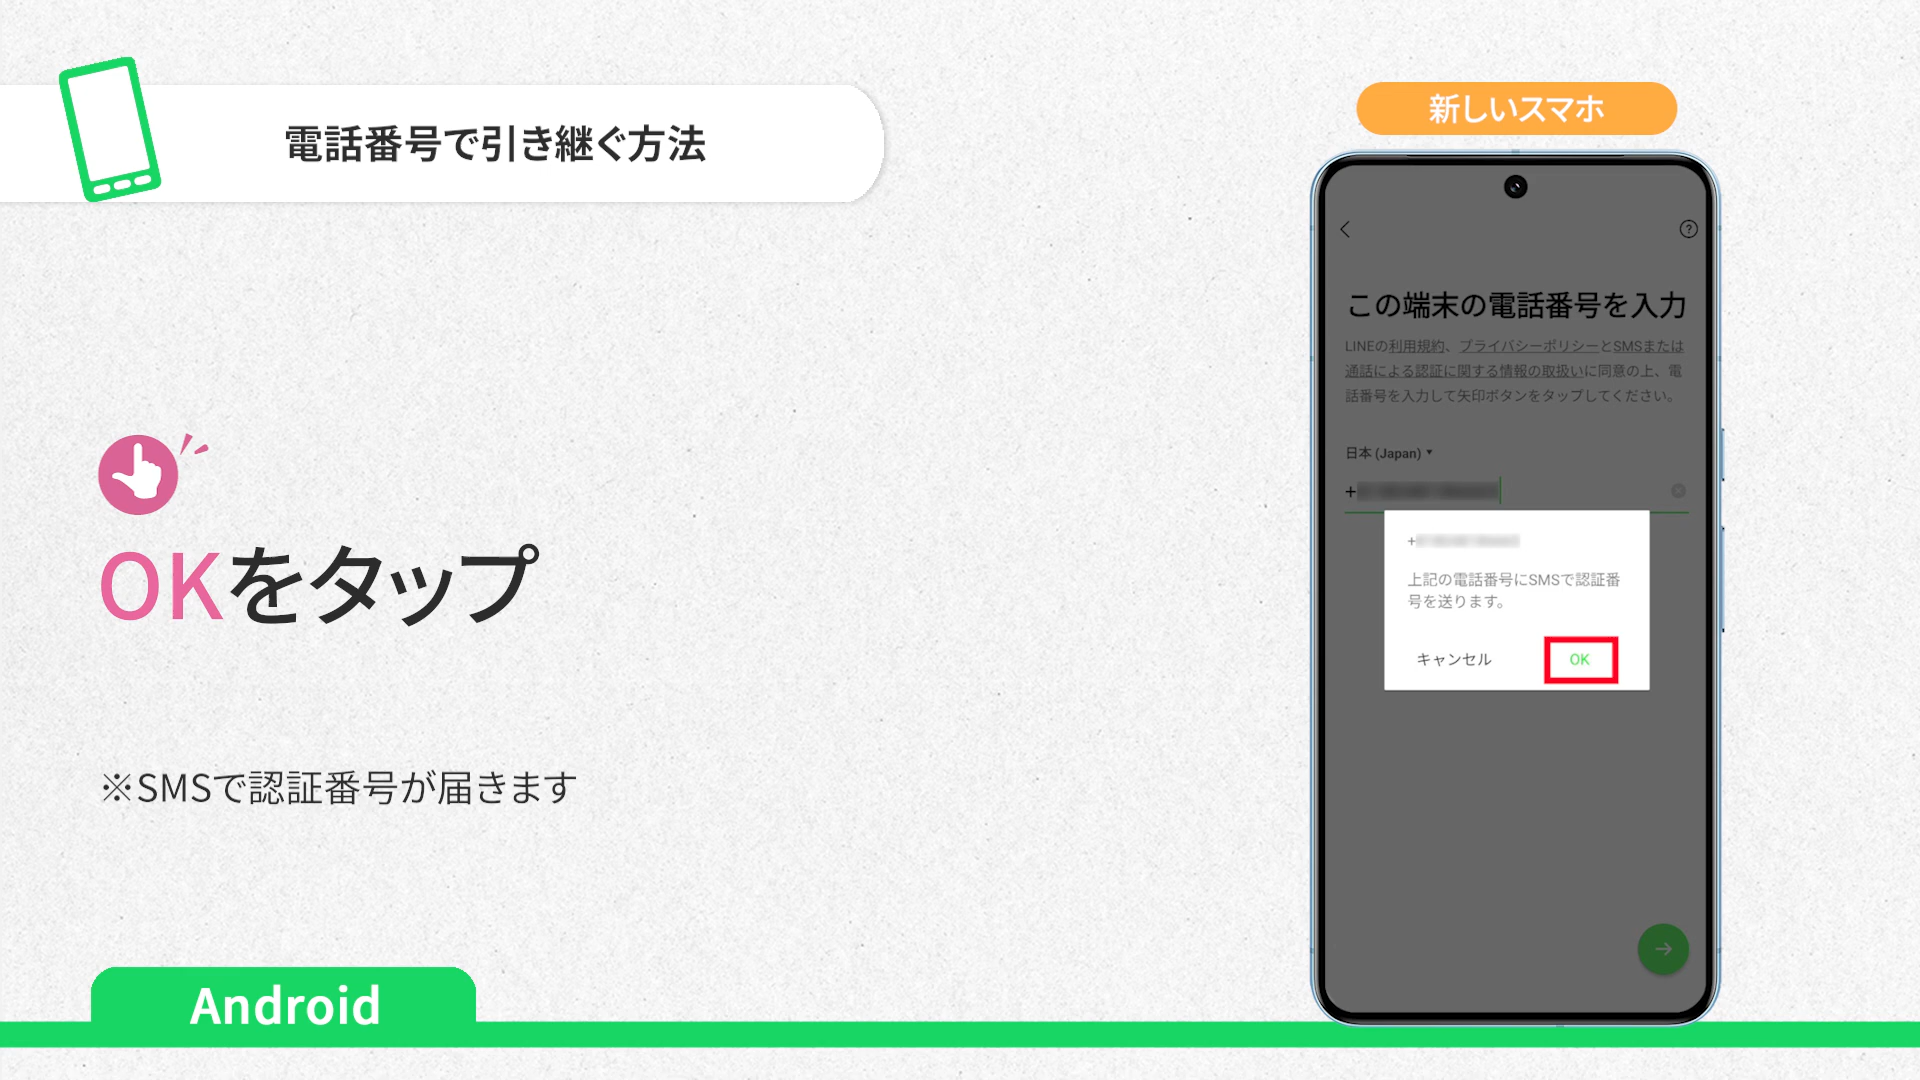 電話番号で引き継ぐ方法
OKをタップ
※SMSで認証番号が届きます
Android
新しいスマホ
この端末の電話番号を入力
LINEの利用規約、プライバシーポリシーとSMSまたは
通話による認証に関する情報の取扱いに同意の上、電
話番号を入力して矢印ボタンをタップしてください。
日本 (Japan)
+
+
上記の電話番号にSMSで認証番
号を送ります。
キャンセル OK